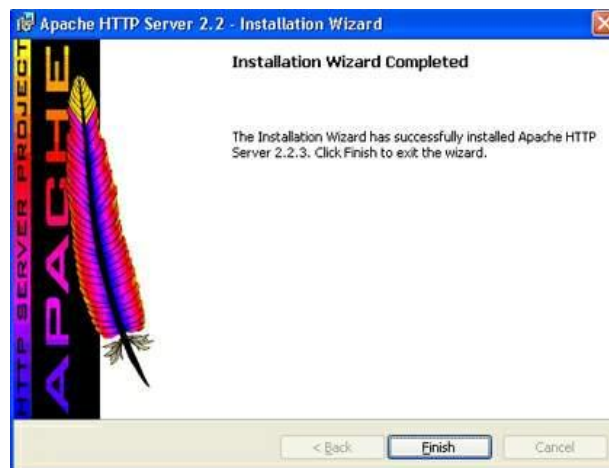 Apache HTTP Server 2.2 - Installation Wizard
HTTP SERVER PROJECT
APACHE
Installation Wizard Completed
The Installation Wizard has successfully installed Apache HTTP
Server 2.2.3. Click Finish to exit the wizard.
< Back
Finish
Cancel